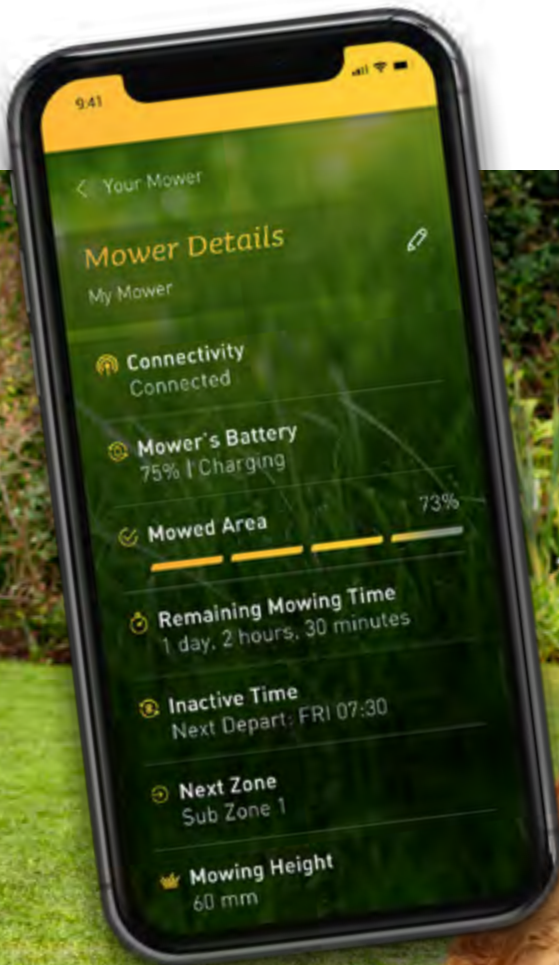 9:41
Your Mower
Mower Details
My Mower
Connectivity
Connected
Mower's Battery
75% | Charging
Mowed Area 73%
Remaining Mowing Time
1 day, 2 hours, 30 minutes
Inactive Time
Next Depart: FRI 07:30
Next Zone
Sub Zone 1
Mowing Height
60 mm